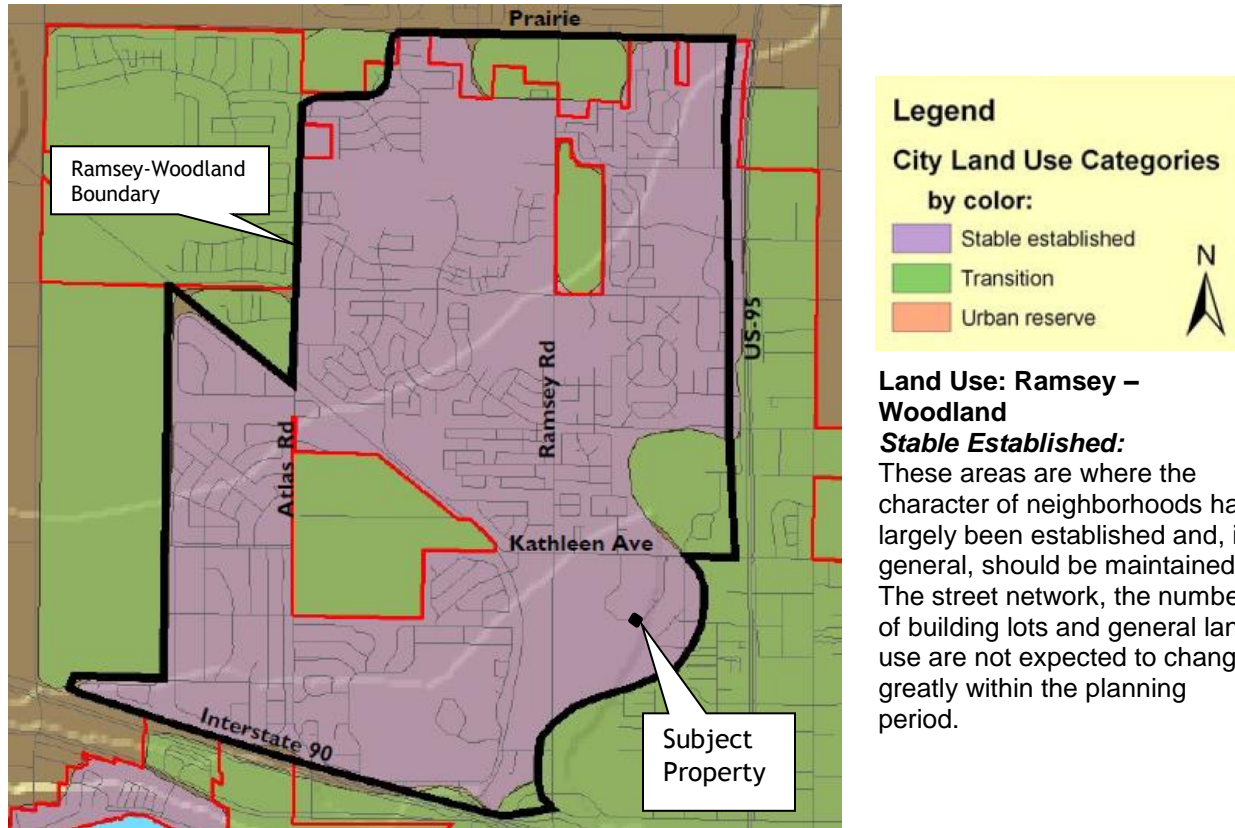 Prairie
Ramsey-Woodland
Boundary
US-95
Ramsey Rd
Atlas Rd
Kathleen Ave
Interstate 90
Subject
Property
Legend
City Land Use Categories
by color:
Stable established
Transition
Urban reserve
N
Land Use: Ramsey –
Woodland
Stable Established:
These areas are where the
character of neighborhoods ha
largely been established and, i
general, should be maintained
The street network, the numbe
of building lots and general lan
use are not expected to chang
greatly within the planning
period.